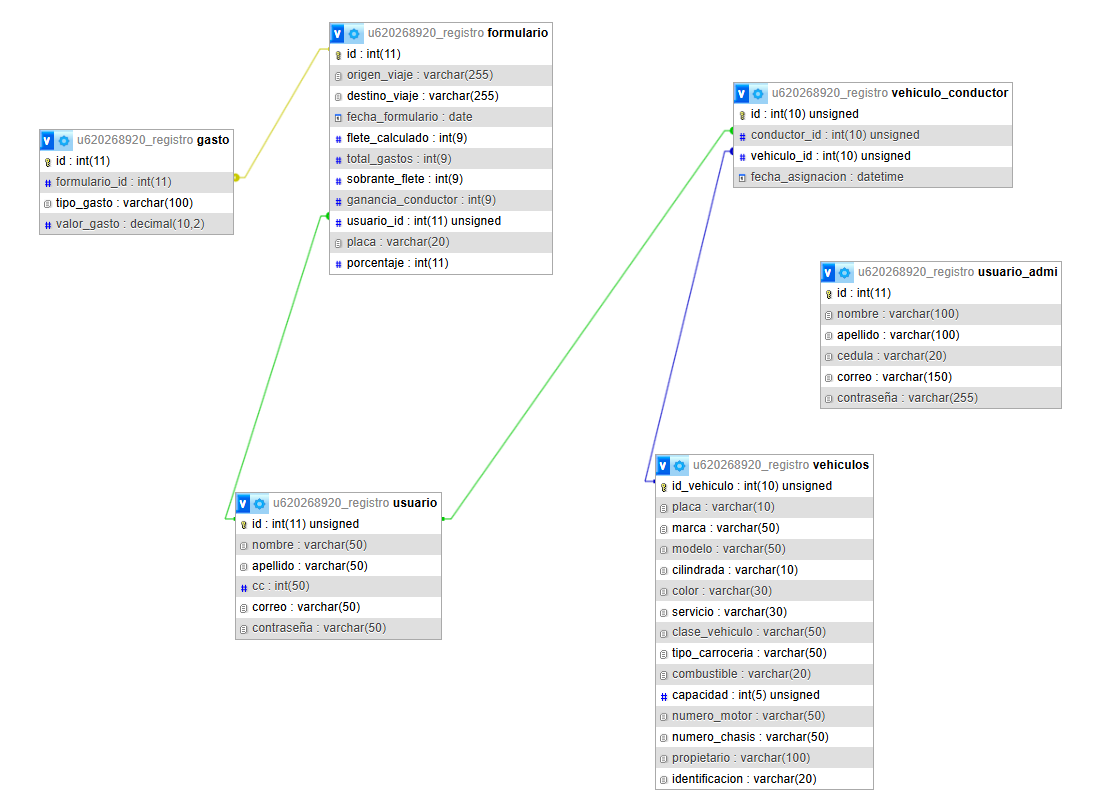 u620268920_registro formulario
id : int(11)
origen_viaje : varchar(255)
destino_viaje : varchar(255)
fecha_formulario : date
flete_calculado : int(9)
total_gastos : int(9)
sobrante_flete : int(9)
ganancia_conductor : int(9)
usuario_id : int(11) unsigned
placa : varchar(20)
porcentaje : int(11)
u620268920_registro gasto
id : int(11)
formulario_id : int(11)
tipo_gasto : varchar(100)
valor_gasto : decimal(10,2)
u620268920_registro vehiculo_conductor
id : int(10) unsigned
conductor_id : int(10) unsigned
vehiculo_id : int(10) unsigned
fecha_asignacion : datetime
u620268920_registro usuario_admi
id : int(11)
nombre : varchar(100)
apellido : varchar(100)
cedula : varchar(20)
correo : varchar(150)
contraseña : varchar(255)
u620268920_registro usuario
id : int(11) unsigned
nombre : varchar(50)
apellido : varchar(50)
cc : int(50)
correo : varchar(50)
contraseña : varchar(50)
u620268920_registro vehiculos
id_vehiculo : int(10) unsigned
placa : varchar(10)
marca : varchar(50)
modelo : varchar(50)
cilindrada : varchar(10)
color : varchar(30)
servicio : varchar(30)
clase_vehiculo : varchar(50)
tipo_carroceria : varchar(50)
combustible : varchar(20)
capacidad : int(5) unsigned
numero_motor : varchar(50)
numero_chasis : varchar(50)
propietario : varchar(100)
identificacion : varchar(20)